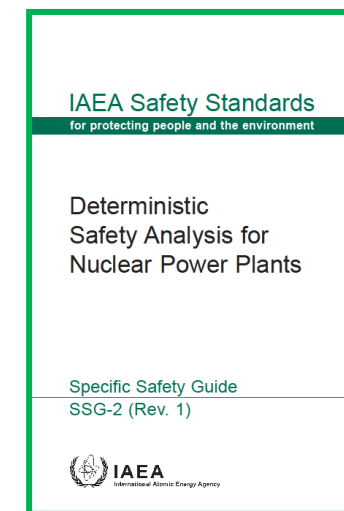 IAEA Safety Standards
for protecting people and the environment
Deterministic
Safety Analysis for
Nuclear Power Plants
Specific Safety Guide
SSG-2 (Rev. 1)
IAEA
International Atomic Energy Agency